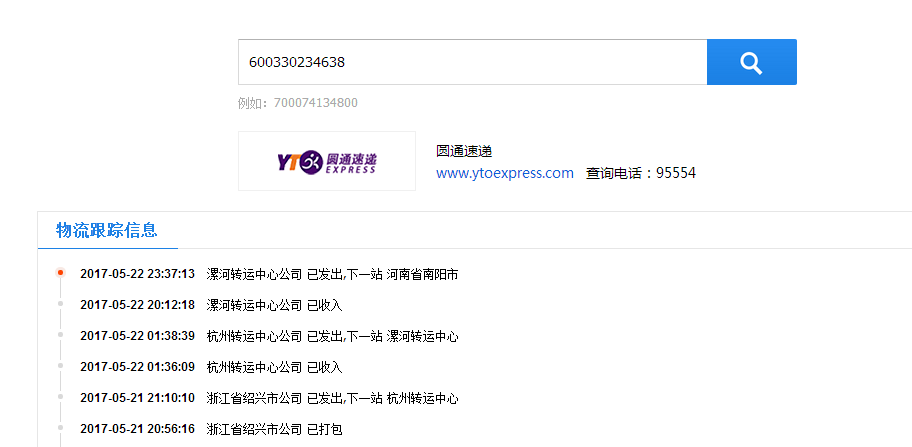 600330234638
例如：700074134800
YTO 圆通速递
EXPRESS
圆通速递
www.ytoexpress.com 查询电话：95554
物流跟踪信息
2017-05-22 23:37:13 漯河转运中心公司 已发出,下一站 河南省南阳市
2017-05-22 20:12:18 漯河转运中心公司 已收入
2017-05-22 01:38:39 杭州转运中心公司 已发出,下一站 漯河转运中心
2017-05-22 01:36:09 杭州转运中心公司 已收入
2017-05-21 21:10:10 浙江省绍兴市公司 已发出,下一站 杭州转运中心
2017-05-21 20:56:16 浙江省绍兴市公司 已打包